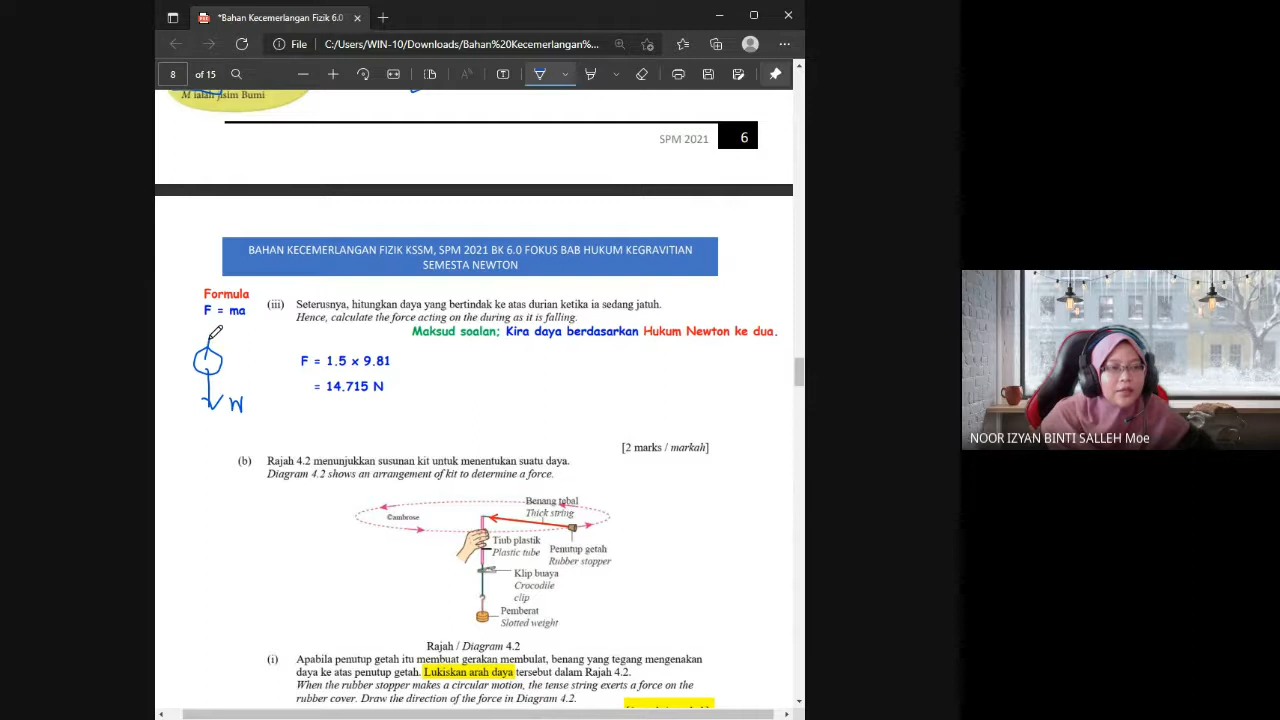 *Bahan Kecemerlangan Fizik 6.0
File
C:/Users/WIN-10/Downloads/Bahan%20Kecemerlangan%...
8 of 15
M ialah jisim Bumi
SPM 2021 6
BAHAN KECEMERLANGAN FIZIK KSSM, SPM 2021 BK 6.0 FOKUS BAB HUKUM KEGRAVITIAN
SEMESTA NEWTON
Formula
F = ma
W
(iii) Seterusnya, hitungkan daya yang bertindak ke atas durian ketika ia sedang jatuh.
Hence, calculate the force acting on the during as it is falling.
Maksud soalan; Kira daya berdasarkan Hukum Newton ke dua.
F = 1.5 x 9.81
= 14.715 N
[2 marks / markah]
(b) Rajah 4.2 menunjukkan susunan kit untuk menentukan suatu daya.
Diagram 4.2 shows an arrangement of kit to determine a force.
©ambrose
Benang tebal
Thick string
Tiub plastik
Plastic tube
Penutup getah
Rubber stopper
Klip buaya
Crocodile
clip
Pemberat
Slotted weight
Rajah / Diagram 4.2
(i) Apabila penutup getah itu membuat gerakan membulat, benang yang tegang mengenakan
daya ke atas penutup getah. Lukiskan arah daya tersebut dalam Rajah 4.2.
When the rubber stopper makes a circular motion, the tense string exerts a force on the
rubber cover. Draw the direction of the force in Diagram 4.2.
NOOR IZYAN BINTI SALLEH Moe